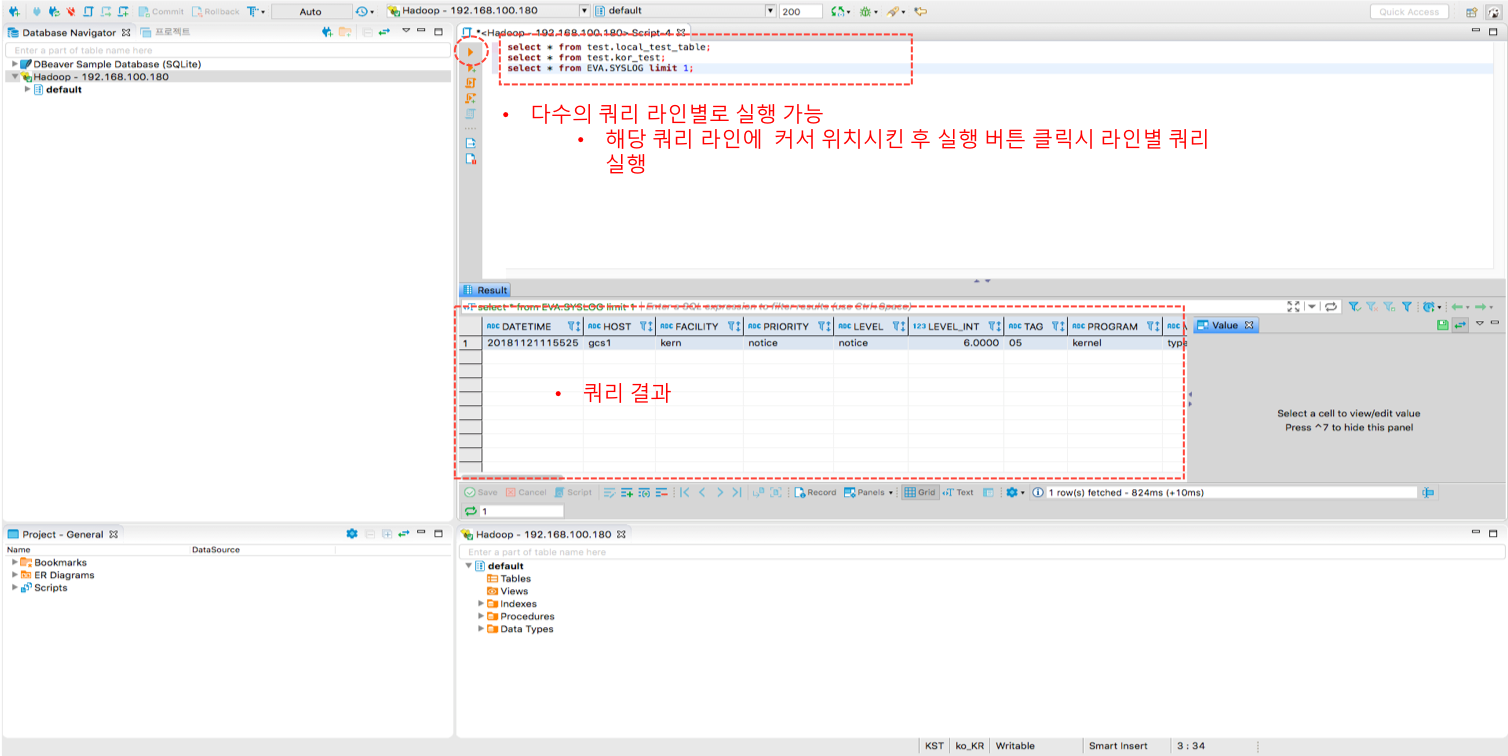 Commit Rollback Auto Hadoop - 192.168.100.180 default 200 Quick Access
Database Navigator 프로젝트
Enter a part of table name here
DBeaver Sample Database (SQLite)
Hadoop - 192.168.100.180
default
*<Hadoop - 192.168.100.180> Script-4
select * from test.local_test_table;
select * from test.kor_test;
select * from EVA.SYSLOG limit 1;
• 다수의 쿼리 라인별로 실행 가능
• 해당 쿼리 라인에 커서 위치시킨 후 실행 버튼 클릭시 라인별 쿼리
실행
Result
select * from EVA.SYSLOG limit 1 Enter a SQL expression to filter results (use Ctrl+Space)
ABC DATETIME ABC HOST ABC FACILITY ABC PRIORITY ABC LEVEL 123 LEVEL_INT ABC TAG ABC PROGRAM ABC
1 20181121115525 gcs1 kern notice notice 6.0000 05 kernel type
• 쿼리 결과
Value
Select a cell to view/edit value
Press ^7 to hide this panel
Save Cancel Script Record Panels Grid Text 1 row(s) fetched - 824ms (+10ms)
1
Project - General
Name DataSource
Bookmarks
ER Diagrams
Scripts
Hadoop - 192.168.100.180
Enter a part of table name here
default
Tables
Views
Indexes
Procedures
Data Types
KST ko_KR Writable Smart Insert 3 : 34